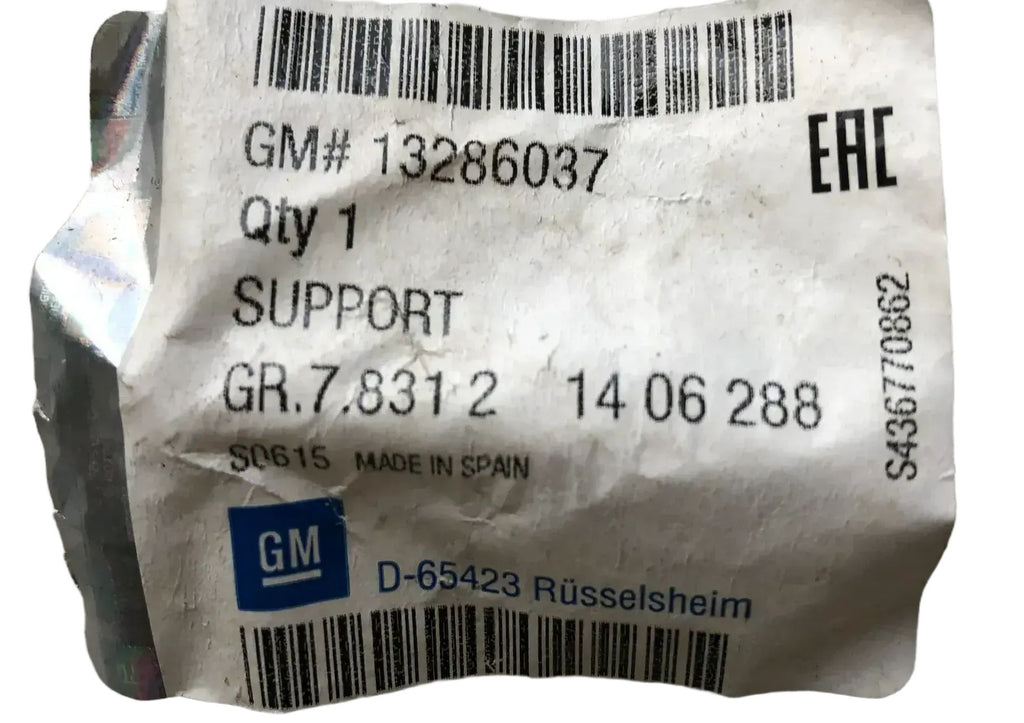 GM# 13286037
EAC
Qty 1
SUPPORT
GR.7.831 2 14 06 288
S0615 MADE IN SPAIN
S436770862
GM
D-65423 Rüsselsheim